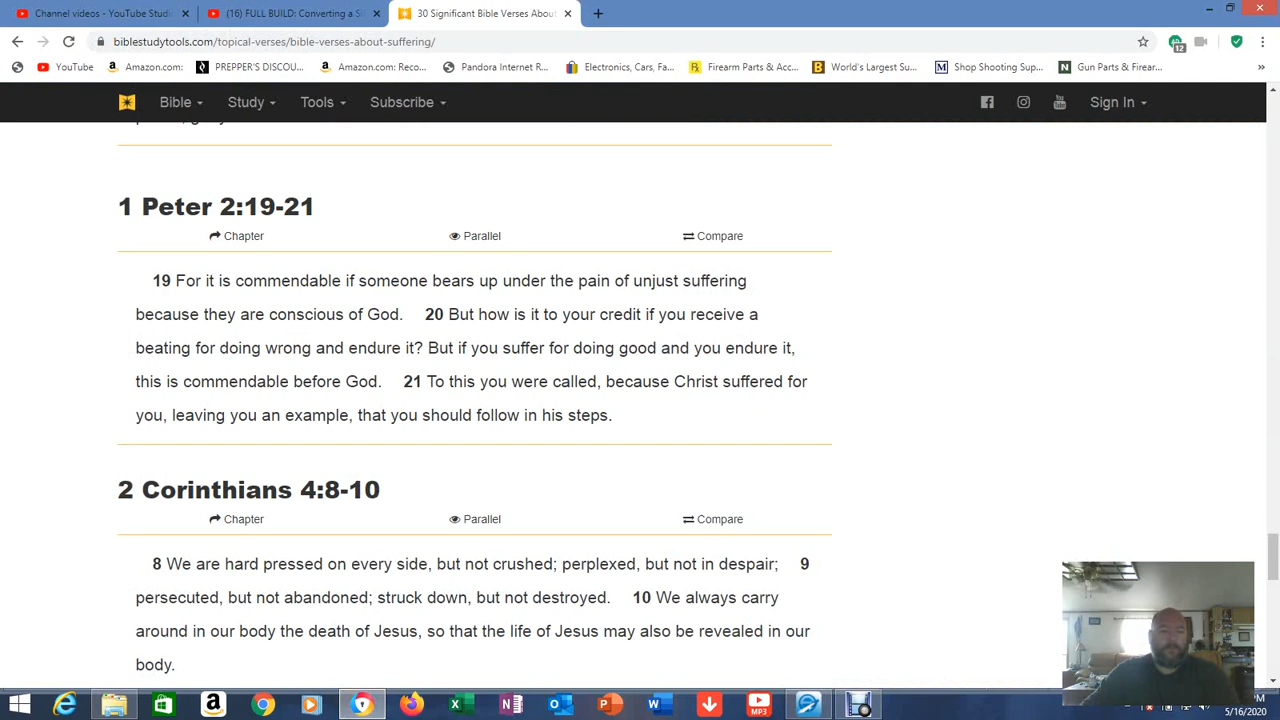 Channel videos - YouTube Studi
(16) FULL BUILD: Converting a Si
30 Significant Bible Verses About
biblestudytools.com/topical-verses/bible-verses-about-suffering/
12
YouTube
Amazon.com:
PREPPER'S DISCOU...
Amazon.com: Reco...
Pandora Internet R...
Electronics, Cars, Fa...
Firearm Parts & Acc...
World's Largest Su...
Shop Shooting Sup...
Gun Parts & Firear...
Bible
Study
Tools
Subscribe
Sign In
1 Peter 2:19-21
Chapter
Parallel
Compare
19 For it is commendable if someone bears up under the pain of unjust suffering
because they are conscious of God. 20 But how is it to your credit if you receive a
beating for doing wrong and endure it? But if you suffer for doing good and you endure it,
this is commendable before God. 21 To this you were called, because Christ suffered for
you, leaving you an example, that you should follow in his steps.
2 Corinthians 4:8-10
Chapter
Parallel
Compare
8 We are hard pressed on every side, but not crushed; perplexed, but not in despair; 9
persecuted, but not abandoned; struck down, but not destroyed. 10 We always carry
around in our body the death of Jesus, so that the life of Jesus may also be revealed in our
body.
MP3
5/16/2020